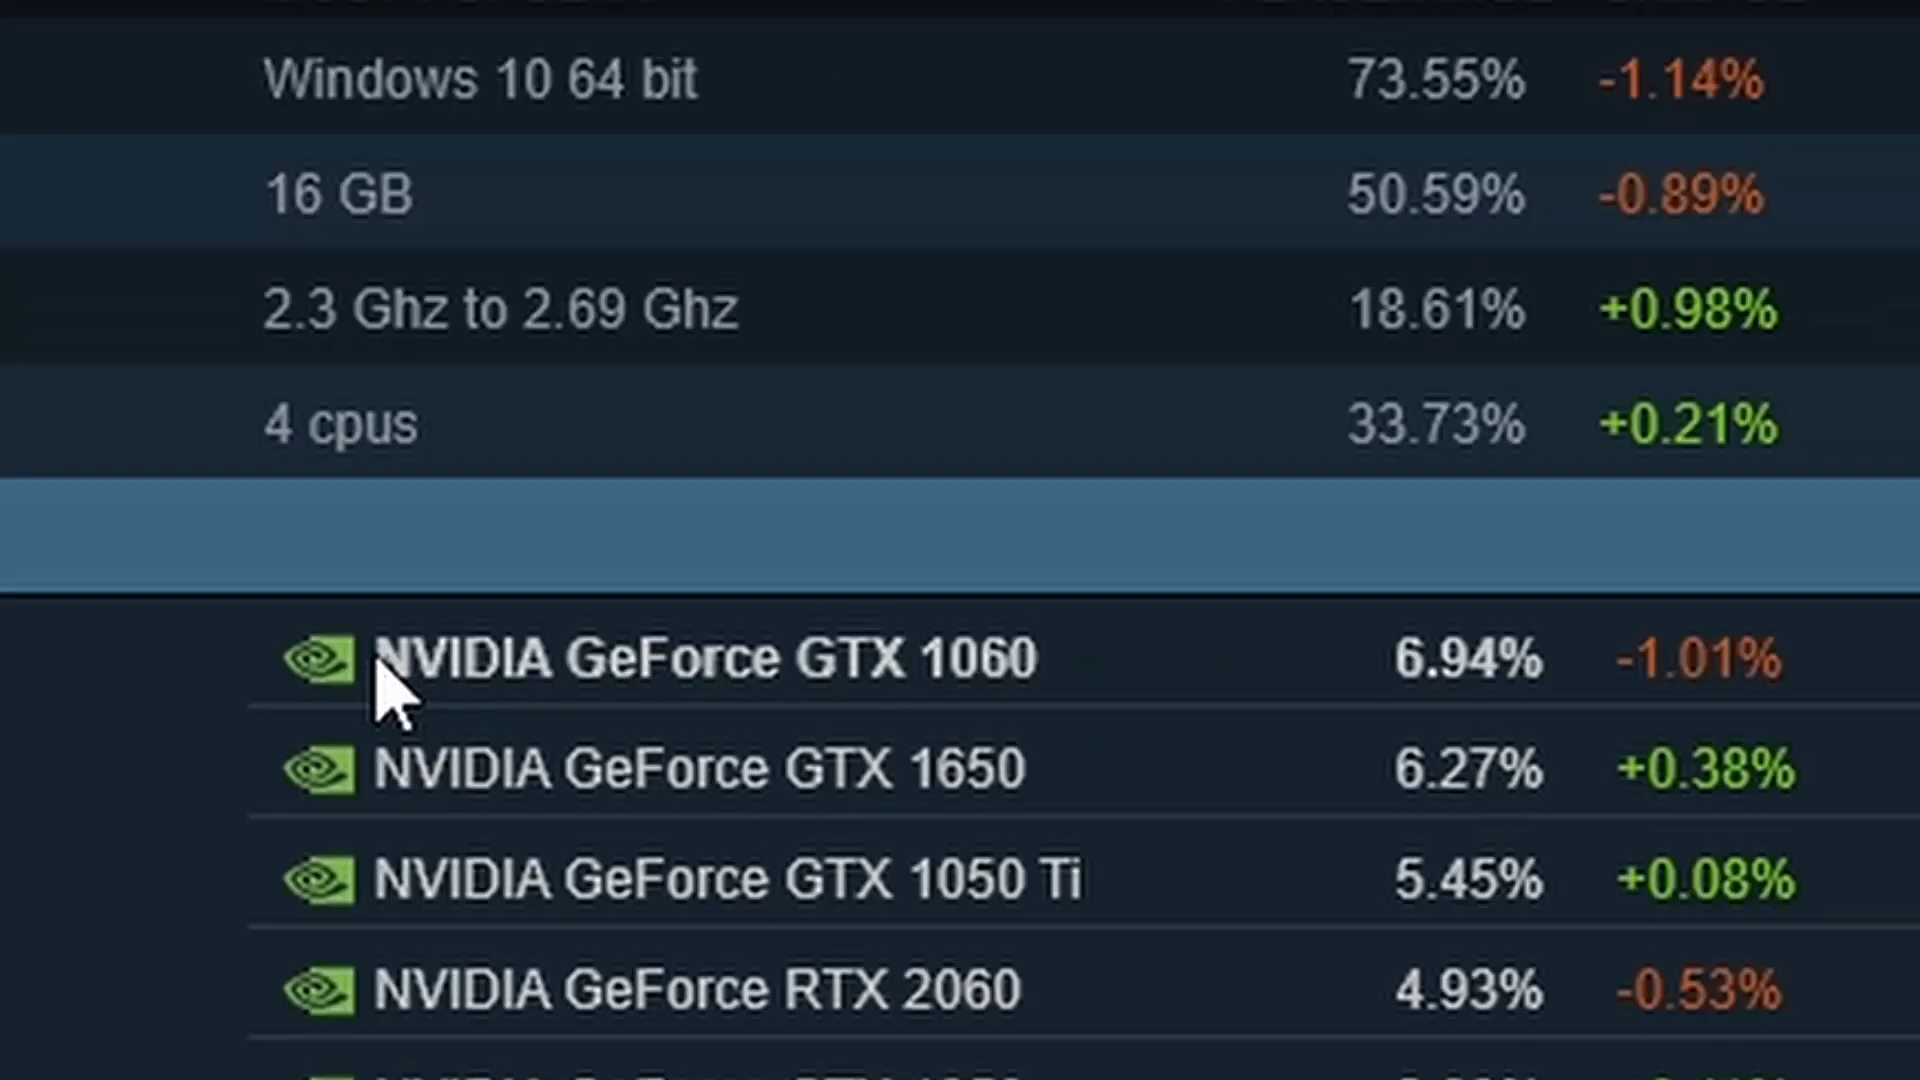 Windows 10 64 bit 73.55% -1.14%
16 GB 50.59% -0.89%
2.3 Ghz to 2.69 Ghz 18.61% +0.98%
4 cpus 33.73% +0.21%
NVIDIA GeForce GTX 1060 6.94% -1.01%
NVIDIA GeForce GTX 1650 6.27% +0.38%
NVIDIA GeForce GTX 1050 Ti 5.45% +0.08%
NVIDIA GeForce RTX 2060 4.93% -0.53%